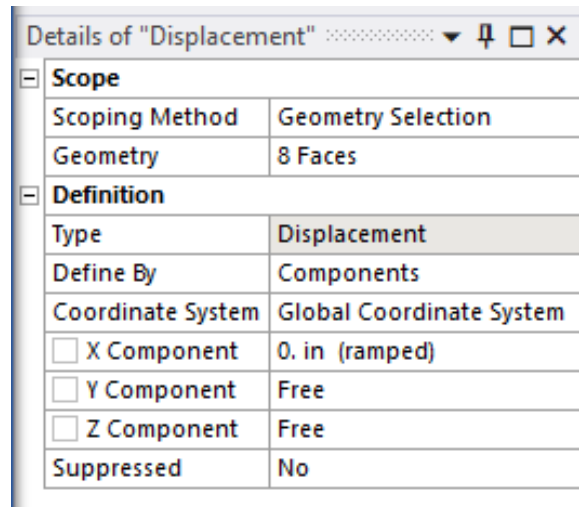 Details of "Displacement"
Scope
Scoping Method Geometry Selection
Geometry 8 Faces
Definition
Type Displacement
Define By Components
Coordinate System Global Coordinate System
X Component 0. in (ramped)
Y Component Free
Z Component Free
Suppressed No